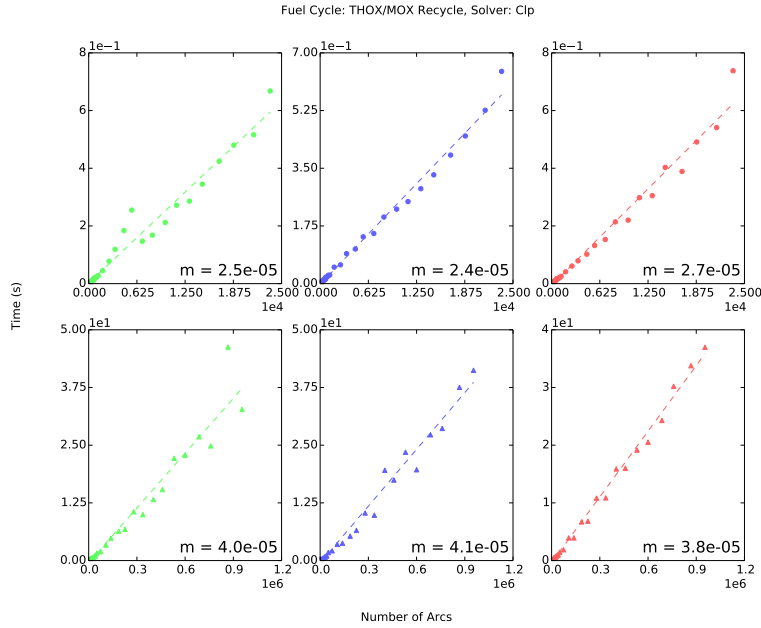 Fuel Cycle: THOX/MOX Recycle, Solver: Clp
8 1e−1
6
4
2
0
m = 2.5e-05
0.000 0.625 1.250 1.875 2.500
1e4
7.00 1e−1
5.25
3.50
1.75
0.00
m = 2.4e-05
0.000 0.625 1.250 1.875 2.500
1e4
8 1e−1
6
4
2
0
m = 2.7e-05
0.000 0.625 1.250 1.875 2.500
1e4
Time (s)
5.00 1e1
3.75
2.50
1.25
0.00
m = 4.0e-05
0.0 0.3 0.6 0.9 1.2
1e6
5.00 1e1
3.75
2.50
1.25
0.00
m = 4.1e-05
0.0 0.3 0.6 0.9 1.2
1e6
4 1e1
3
2
1
0
m = 3.8e-05
0.0 0.3 0.6 0.9 1.2
1e6
Number of Arcs